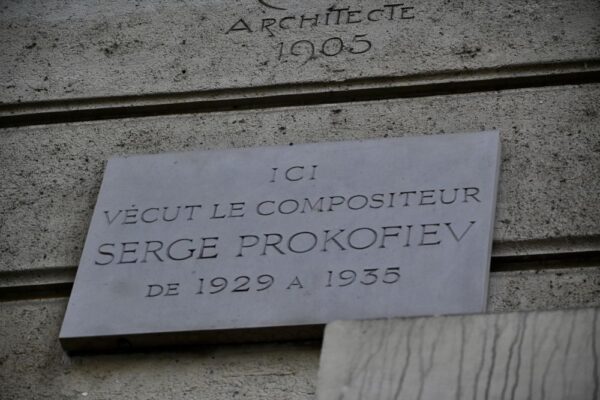 ARCHITECTE
1905
ICI
VÉCUT LE COMPOSITEUR
SERGE PROKOFIEV
DE 1929 A 1935